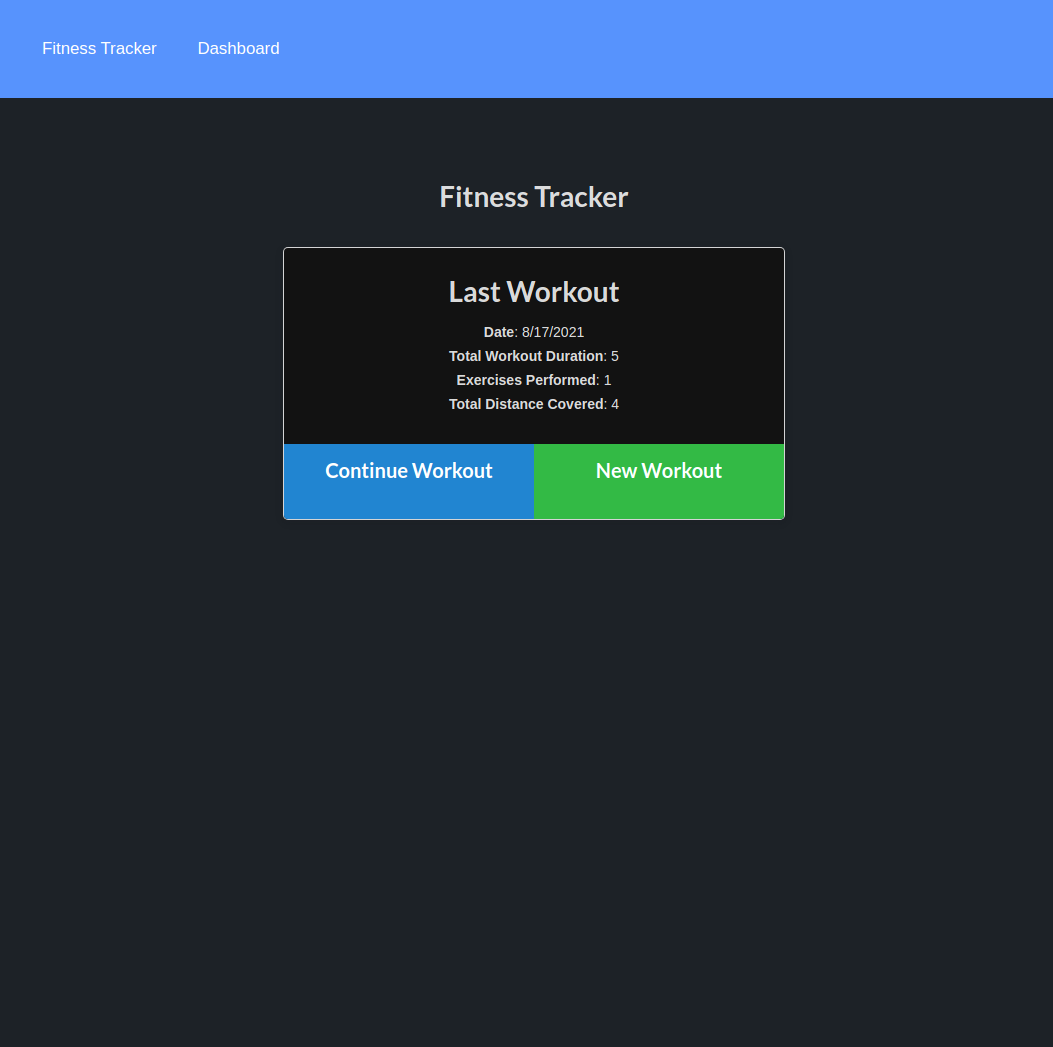 Fitness Tracker Dashboard
Fitness Tracker
Last Workout
Date: 8/17/2021
Total Workout Duration: 5
Exercises Performed: 1
Total Distance Covered: 4
Continue Workout New Workout